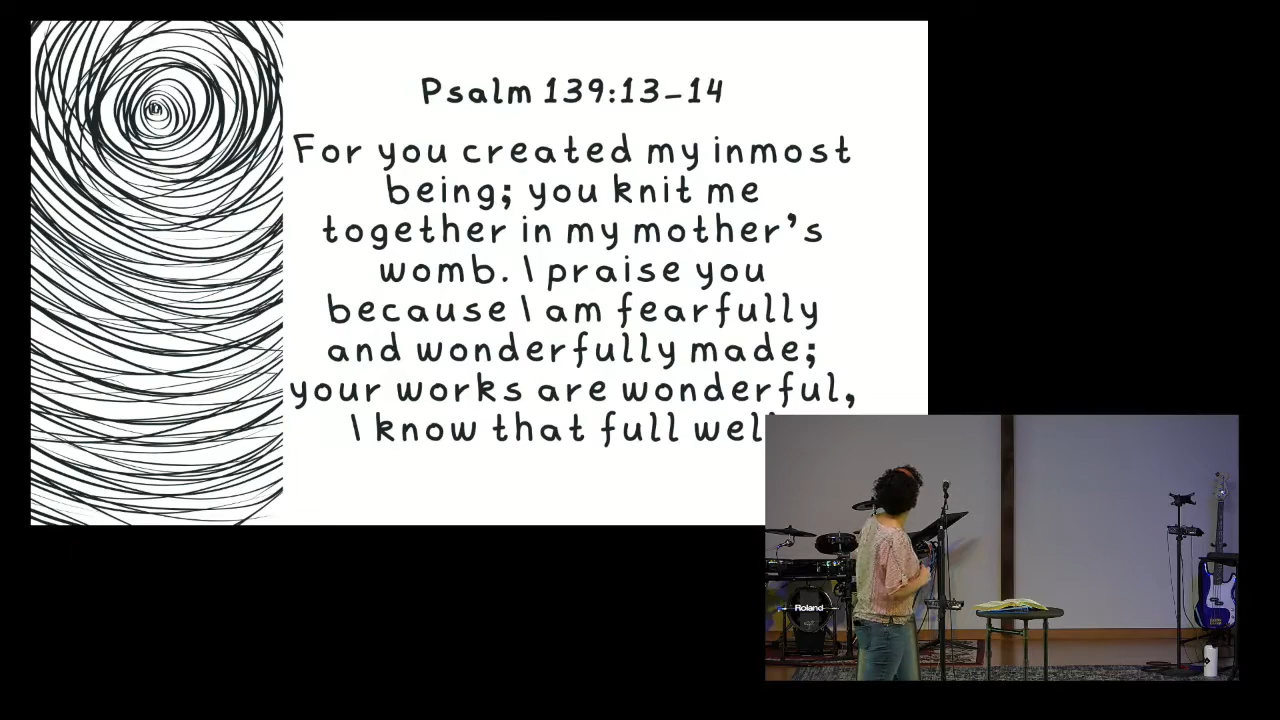 Psalm 139:13-14
For you created my inmost
being; you knit me
together in my mother's
womb. I praise you
because I am fearfully
and wonderfully made;
your works are wonderful,
I know that full well
Roland